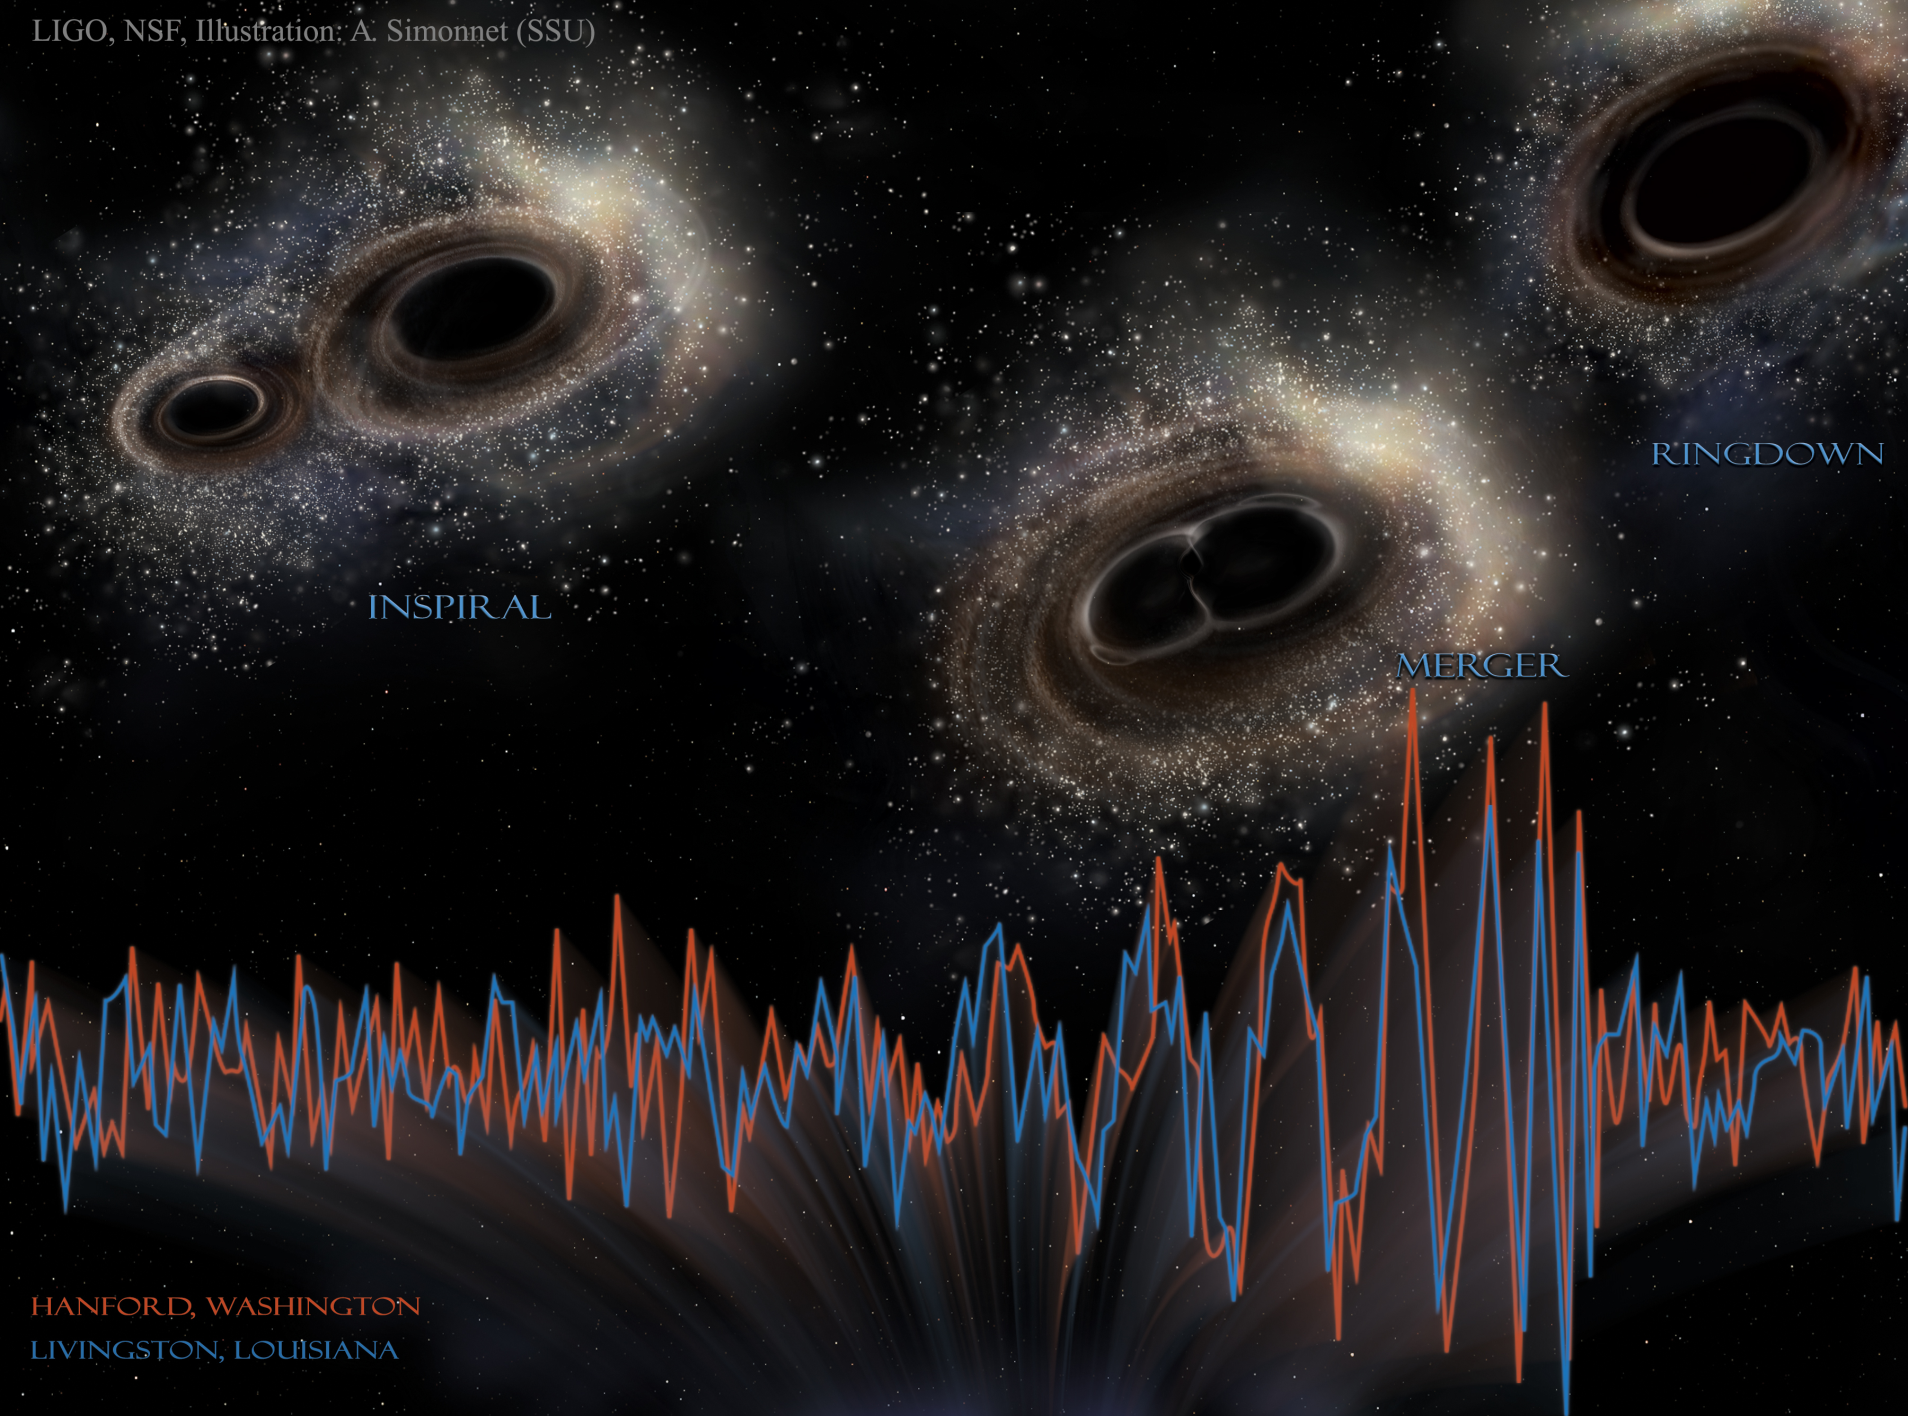 LIGO, NSF, Illustration: A. Simonnet (SSU)
RINGDOWN
INSPIRAL
MERGER
HANFORD, WASHINGTON
LIVINGSTON, LOUISIANA